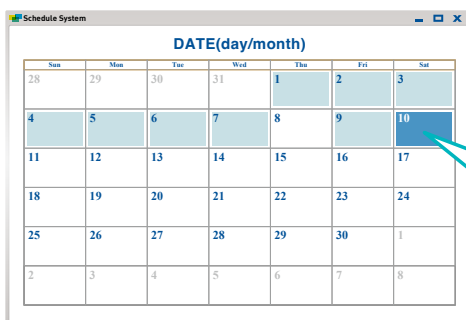 Schedule System
DATE(day/month)
Sun Mon Tue Wed Thu Fri Sat
28 29 30 31 1 2 3
4 5 6 7 8 9 10
11 12 13 14 15 16 17
18 19 20 21 22 23 24
25 26 27 28 29 30 1
2 3 4 5 6 7 8